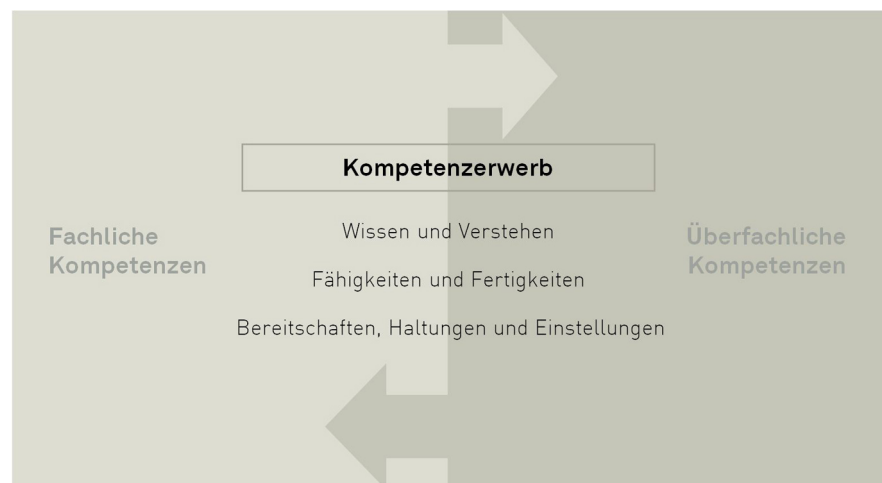 Kompetenzerwerb
Fachliche
Kompetenzen
Wissen und Verstehen
Fähigkeiten und Fertigkeiten
Bereitschaften, Haltungen und Einstellungen
Überfachliche
Kompetenzen